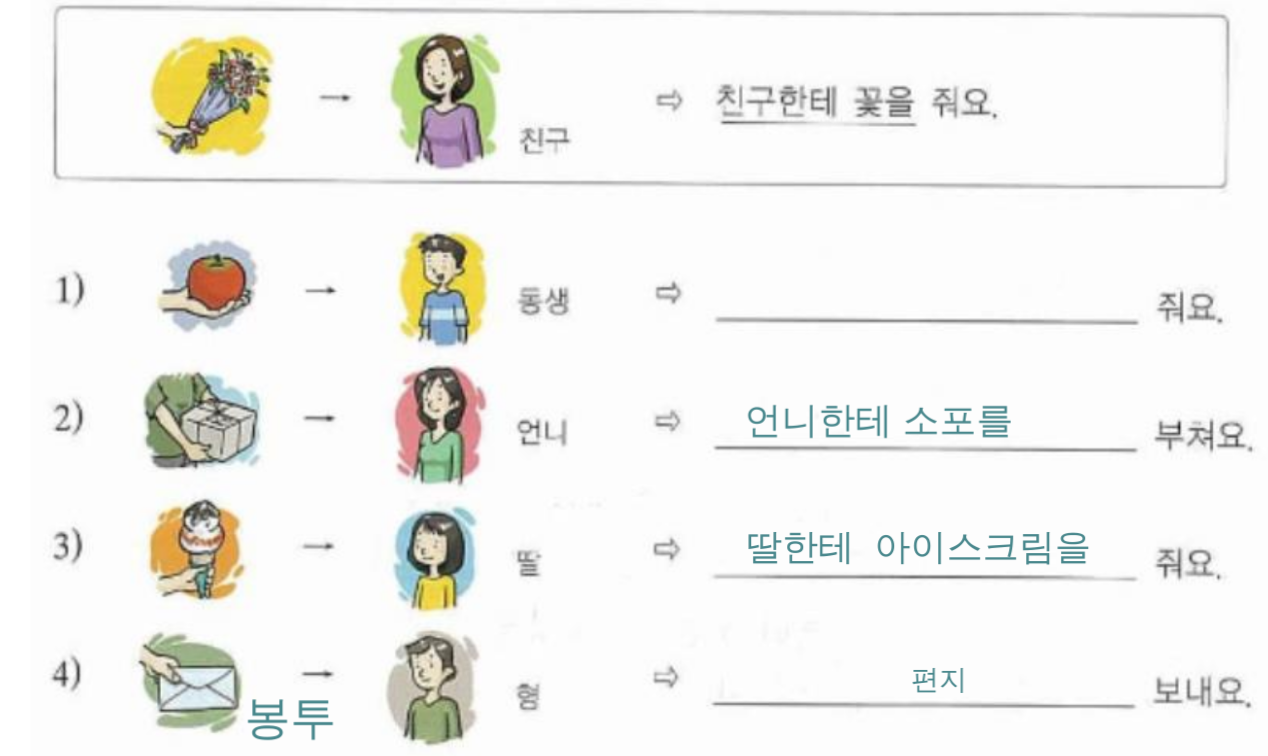 친구
친구한테 꽃을 줘요.
1) 동생 줘요.
2) 언니 언니한테 소포를 부쳐요.
3) 딸 딸한테 아이스크림을 줘요.
4) 봉투 형 편지 보내요.